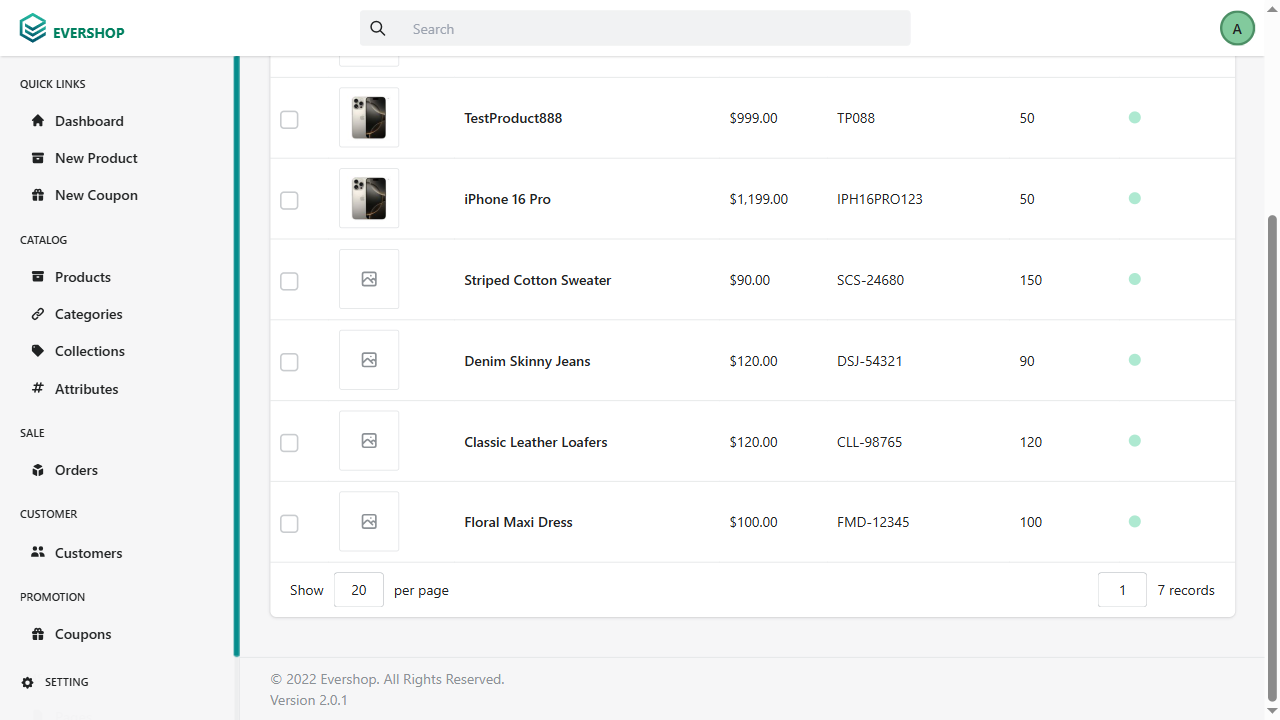 EVERSHOP
Search
A
QUICK LINKS
Dashboard
New Product
New Coupon
CATALOG
Products
Categories
Collections
Attributes
SALE
Orders
CUSTOMER
Customers
PROMOTION
Coupons
SETTING
TestProduct888 $999.00 TP088 50
iPhone 16 Pro $1,199.00 IPH16PRO123 50
Striped Cotton Sweater $90.00 SCS-24680 150
Denim Skinny Jeans $120.00 DSJ-54321 90
Classic Leather Loafers $120.00 CLL-98765 120
Floral Maxi Dress $100.00 FMD-12345 100
Show 20 per page 1 7 records
© 2022 Evershop. All Rights Reserved.
Version 2.0.1